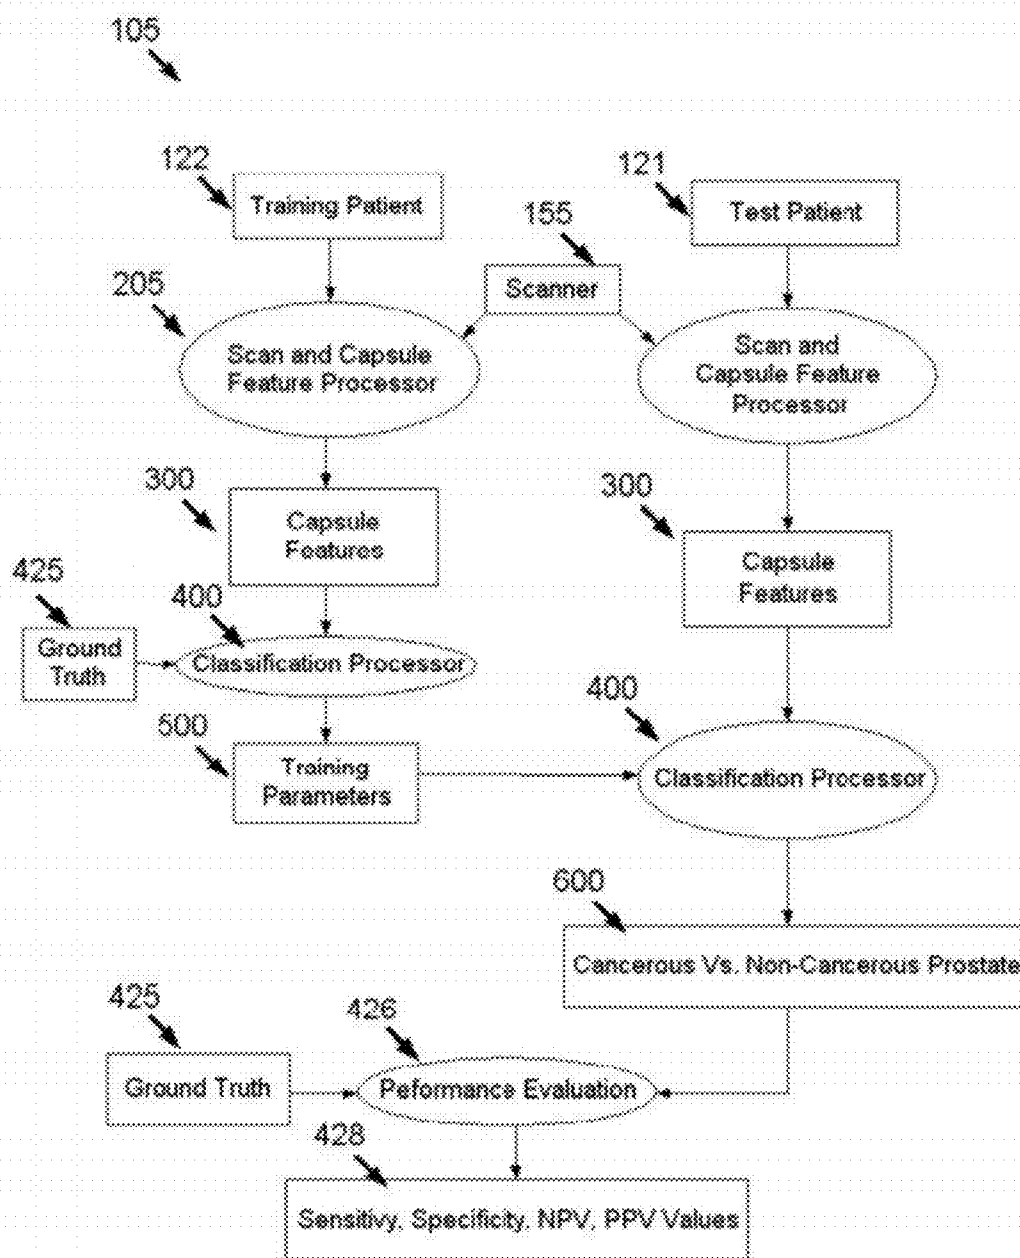 105
122
Training Patient
121
Test Patient
155
Scanner
205
Scan and Capsule
Feature Processor
Scan and
Capsule Feature
Processor
300
Capsule
Features
300
Capsule
Features
425
Ground
Truth
400
Classification Processor
400
Classification Processor
500
Training
Parameters
600
Cancerous Vs. Non-Cancerous Prostate
425
Ground Truth
426
Peformance Evaluation
428
Sensitivy, Specificity, NPV, PPV Values